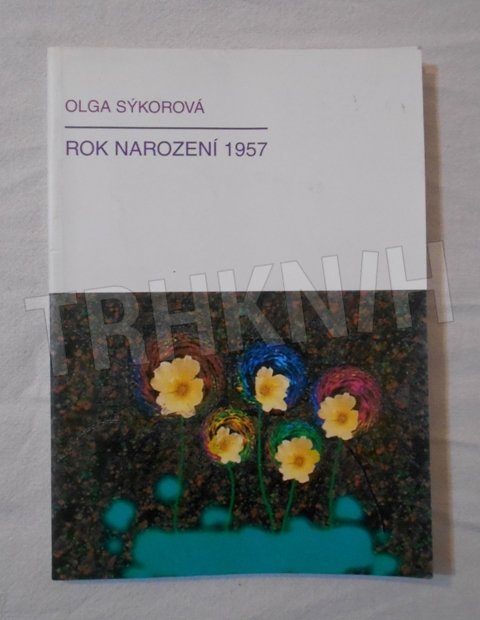 OLGA SÝKOROVÁ
ROK NAROZENÍ 1957
TRHKNIH